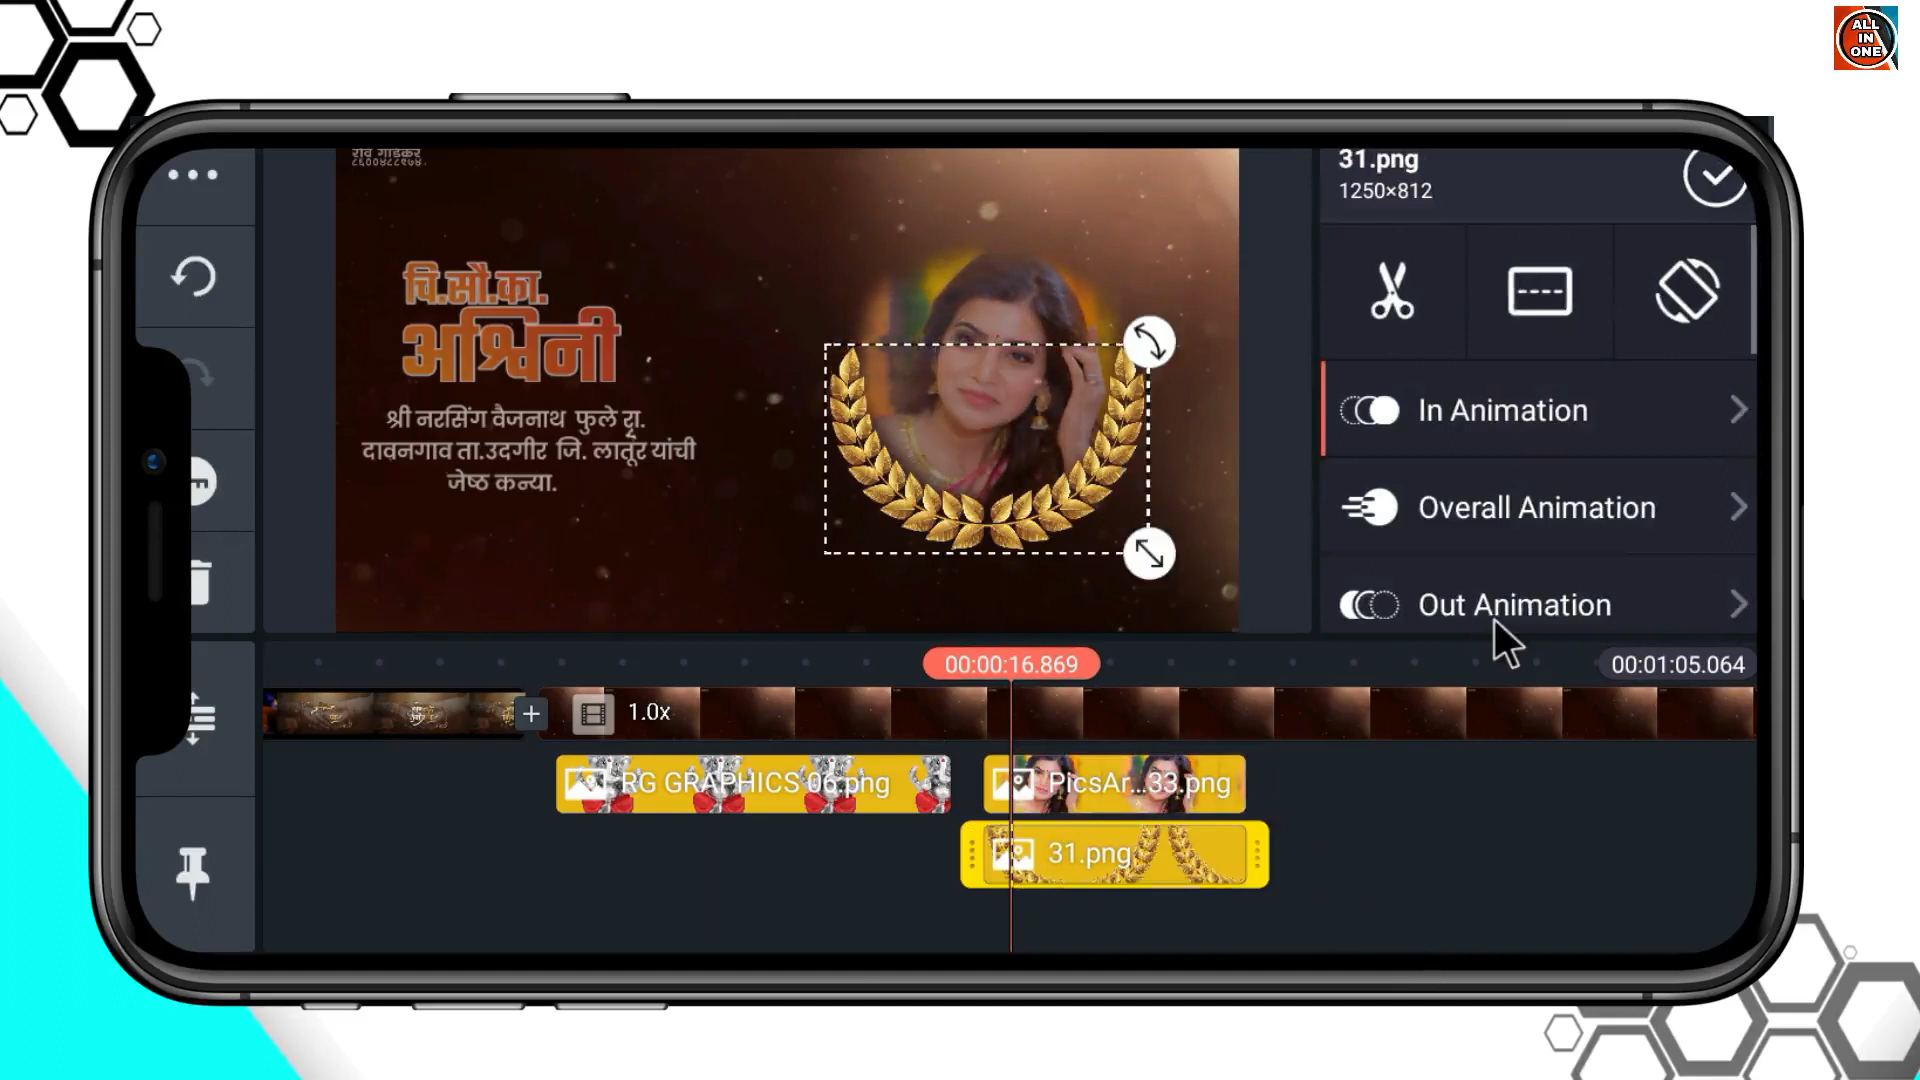 ALL
IN
ONE
31.png
1250×812
चि.सौ.का.
अश्विनी
श्री नरसिंग वैजनाथ फुले रा.
दावनगाव ता.उदगीर जि. लातूर यांची
जेष्ठ कन्या.
In Animation
Overall Animation
Out Animation
00:00:16.869
00:01:05.064
1.0x
RG GRAPHICS 06.png
PicsAr...33.png
31.png